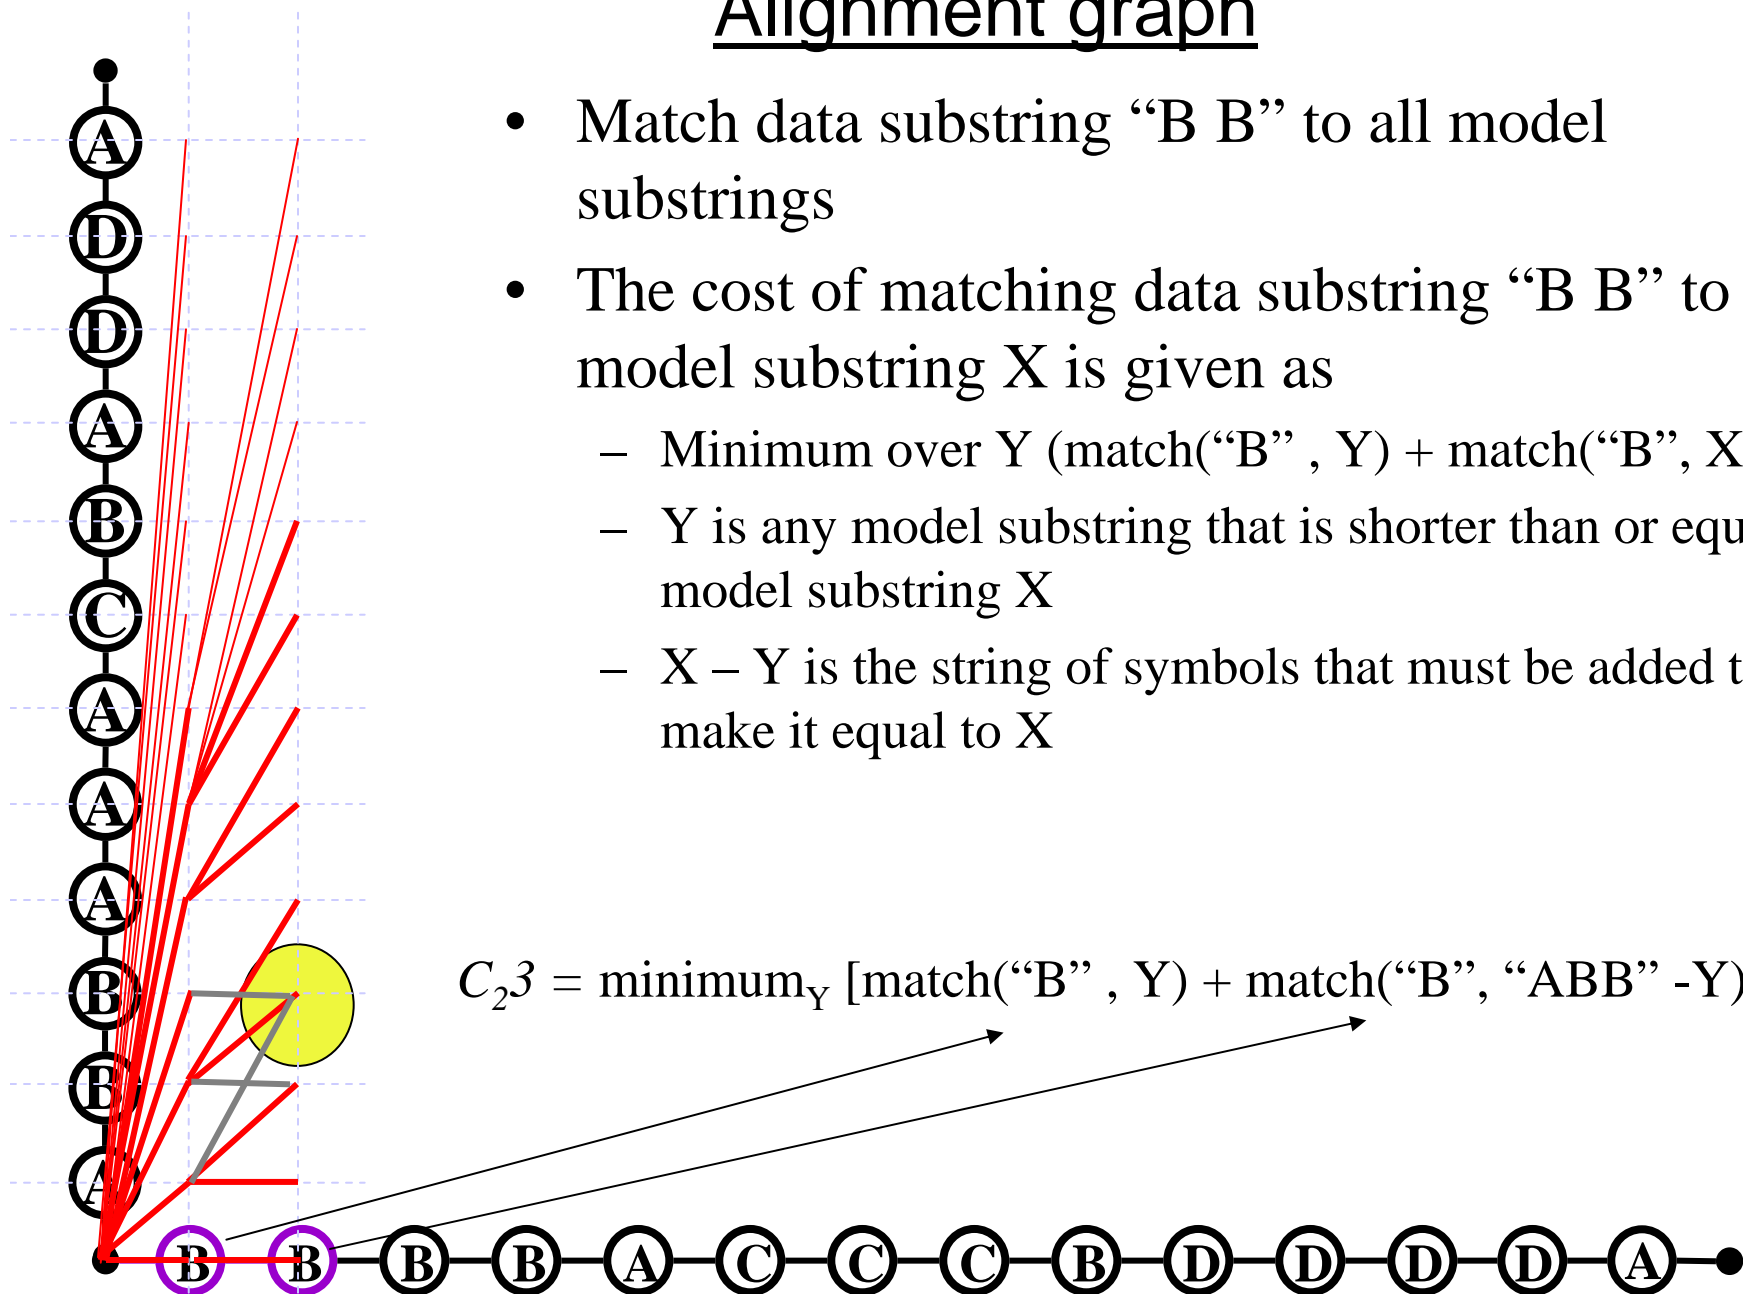 Alignment graph
• Match data substring “B B” to all model
substrings
• The cost of matching data substring “B B” to
model substring X is given as
– Minimum over Y (match(“B” , Y) + match(“B”, X
– Y is any model substring that is shorter than or equ
model substring X
– X – Y is the string of symbols that must be added t
make it equal to X
C₂3 = minimum_Y [match(“B” , Y) + match(“B”, “ABB” -Y)
A
D
D
A
B
C
A
A
A
B
B
A
B B B B A C C C B D D D D A